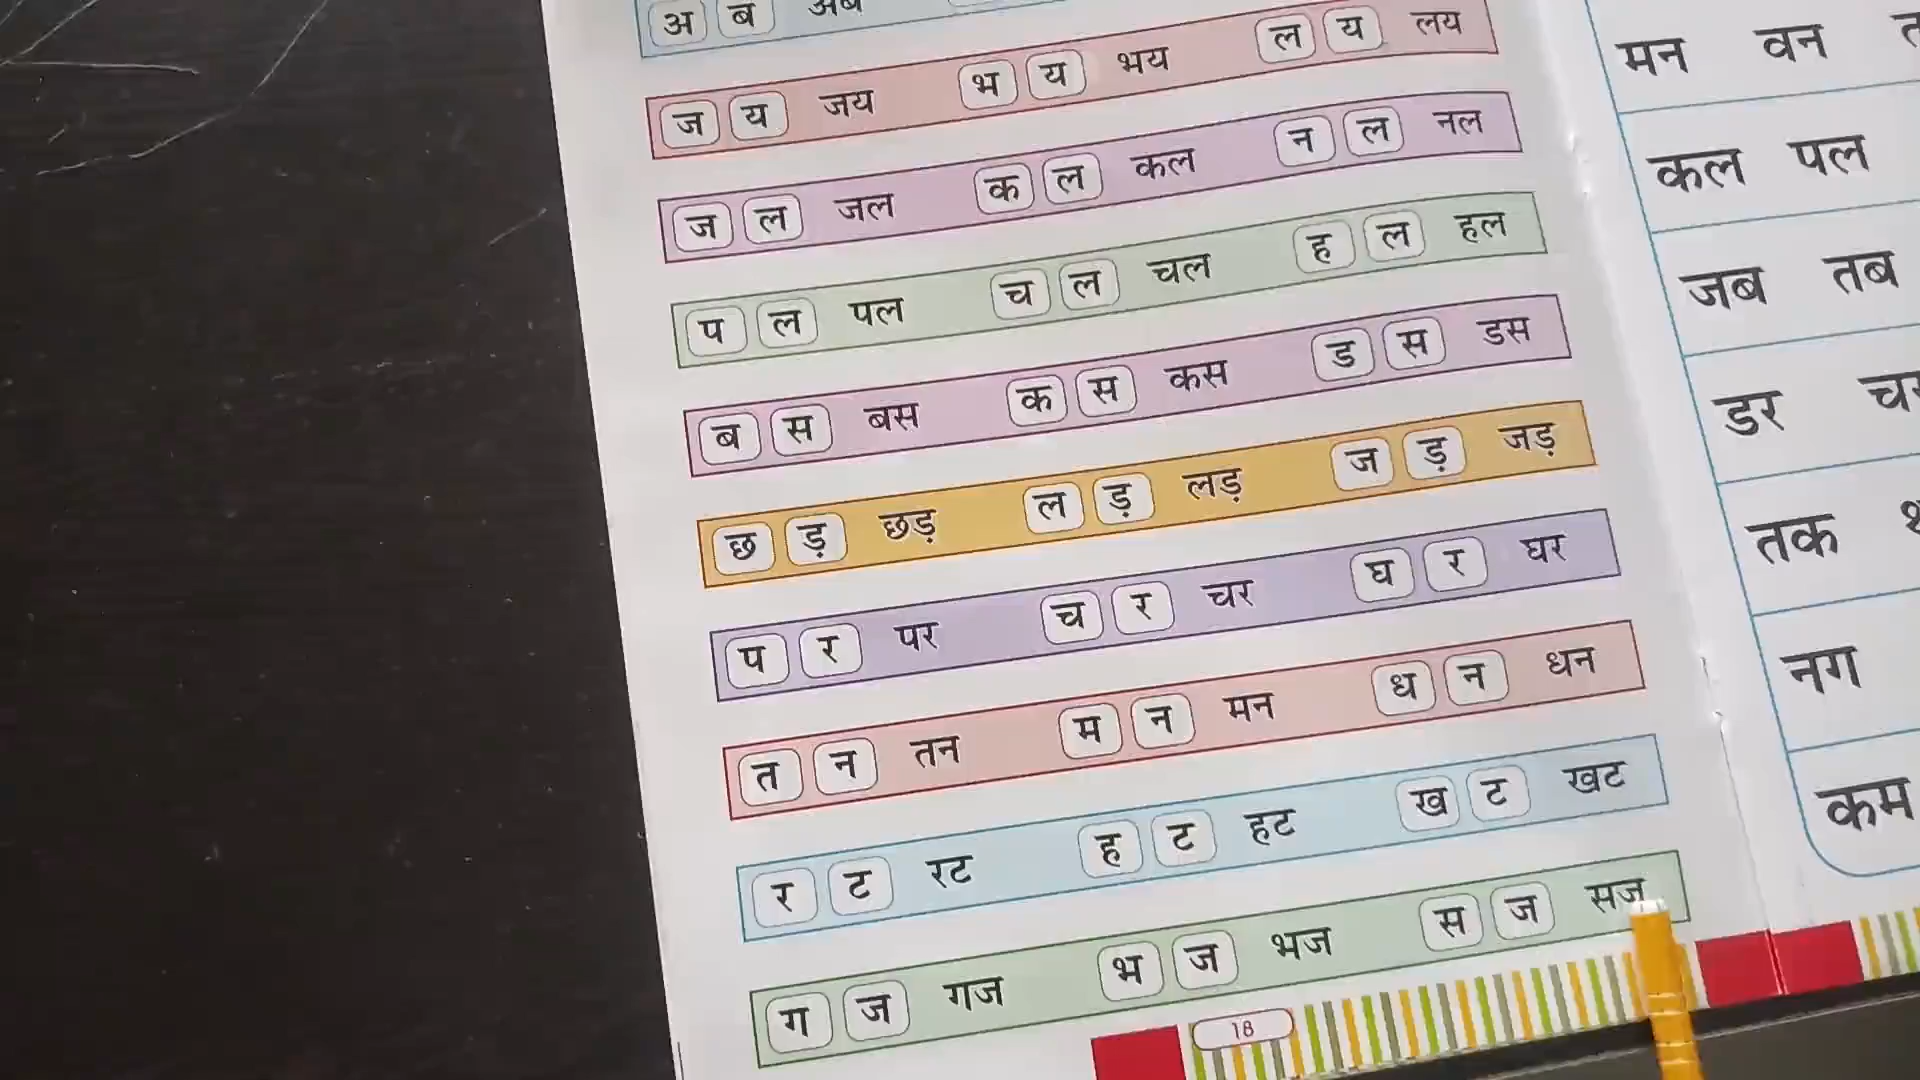 अ ब अब
ज य जय भ य भय ल य लय
ज ल जल क ल कल न ल नल
प ल पल च ल चल ह ल हल
ब स बस क स कस ड स डस
छ ड़ छड़ ल ड़ लड़ ज ड़ जड़
प र पर च र चर घ र घर
त न तन म न मन ध न धन
र ट रट ह ट हट ख ट खट
ग ज गज भ ज भज स ज सज
18
मन वन
कल पल
जब तब
डर
तक
नग
कम